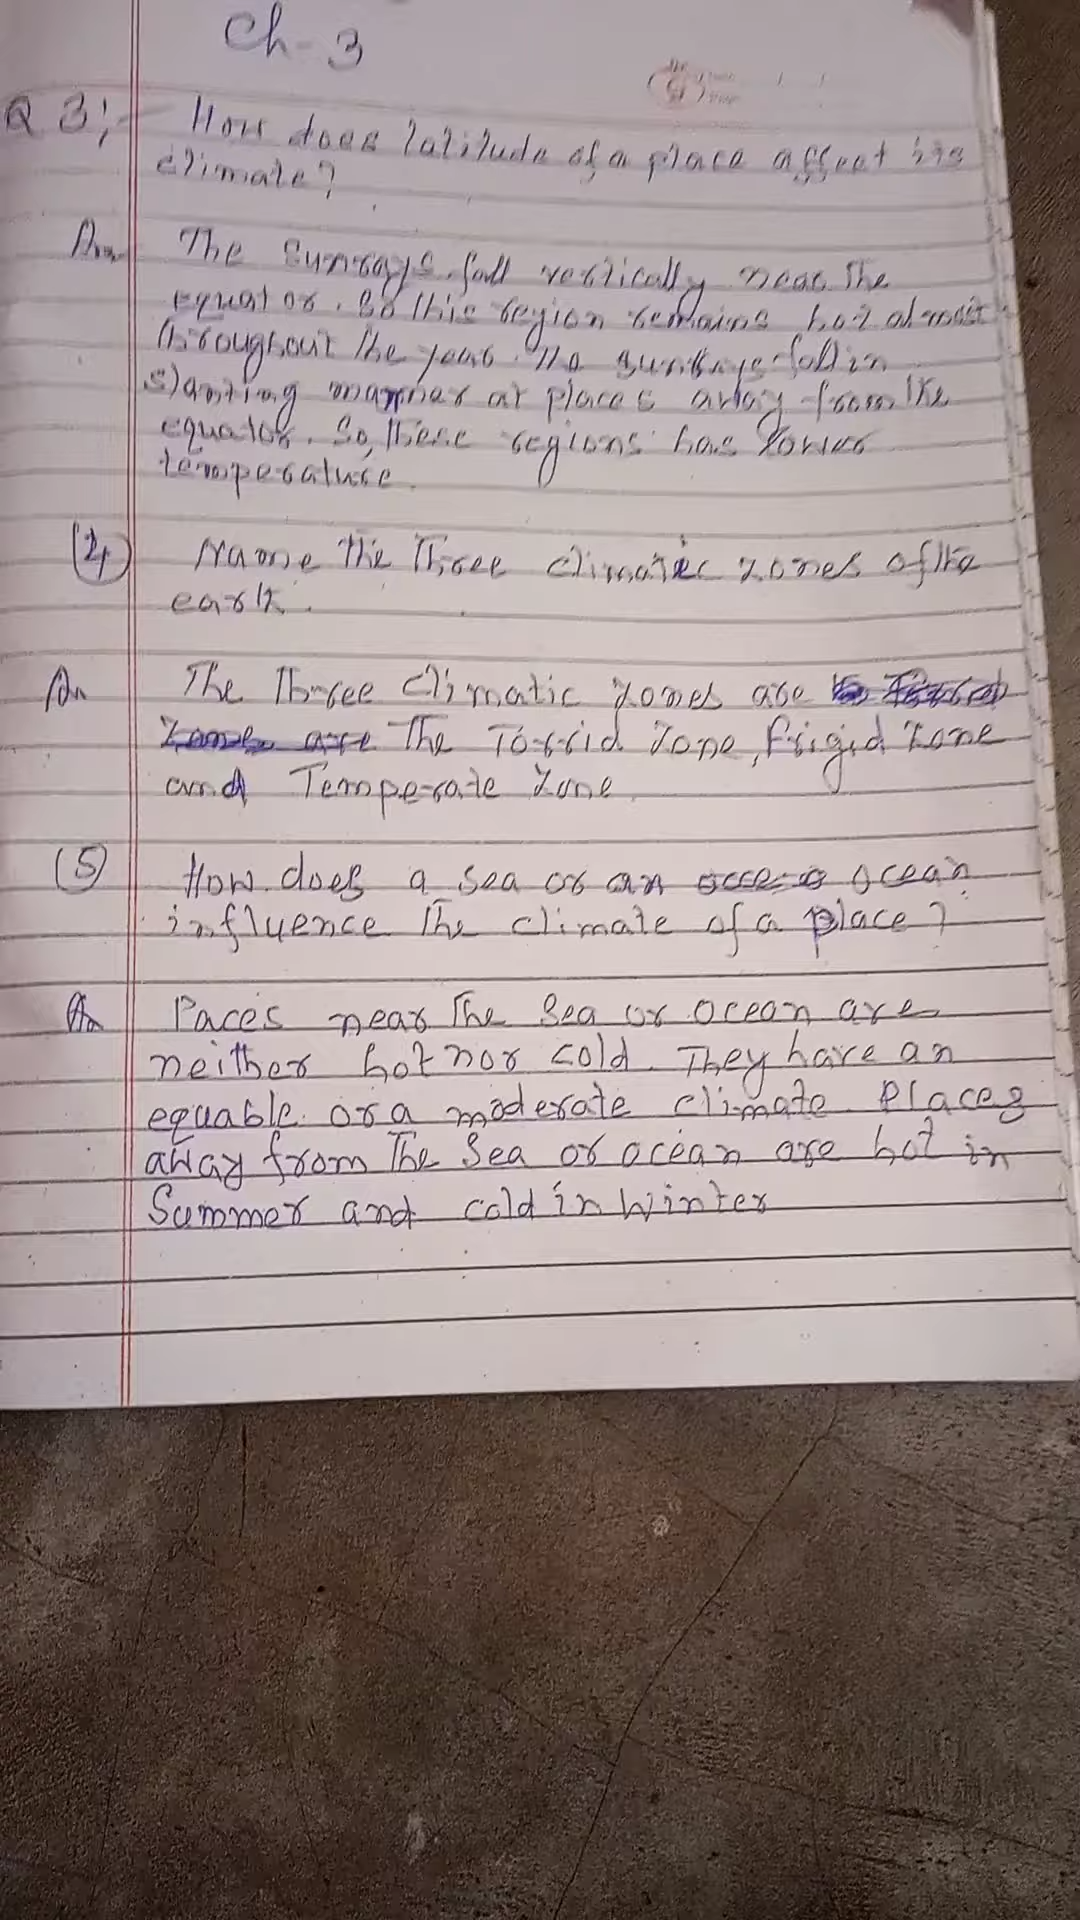 Ch-3
Q 3:- How does latitude of a place affect its
climate?
Ans The Sunrays fall vertically near The
equator. So this region remains hot almost
throughout the year. The sunrays fall in
slanting manner at places away from the
equator. So, these regions has lower
temperature.
(4) Name the Three climatic zones of the
earth.
An The Three climatic zones are
The Torrid zone, frigid zone
and Temperate zone.
(5) How does a sea or an ocean
influence the climate of a place?
An Paces near The Sea or ocean are
neither hot nor cold. They have an
equable or a moderate climate. Places
away from The Sea or ocean are hot in
Summer and cold in Winter